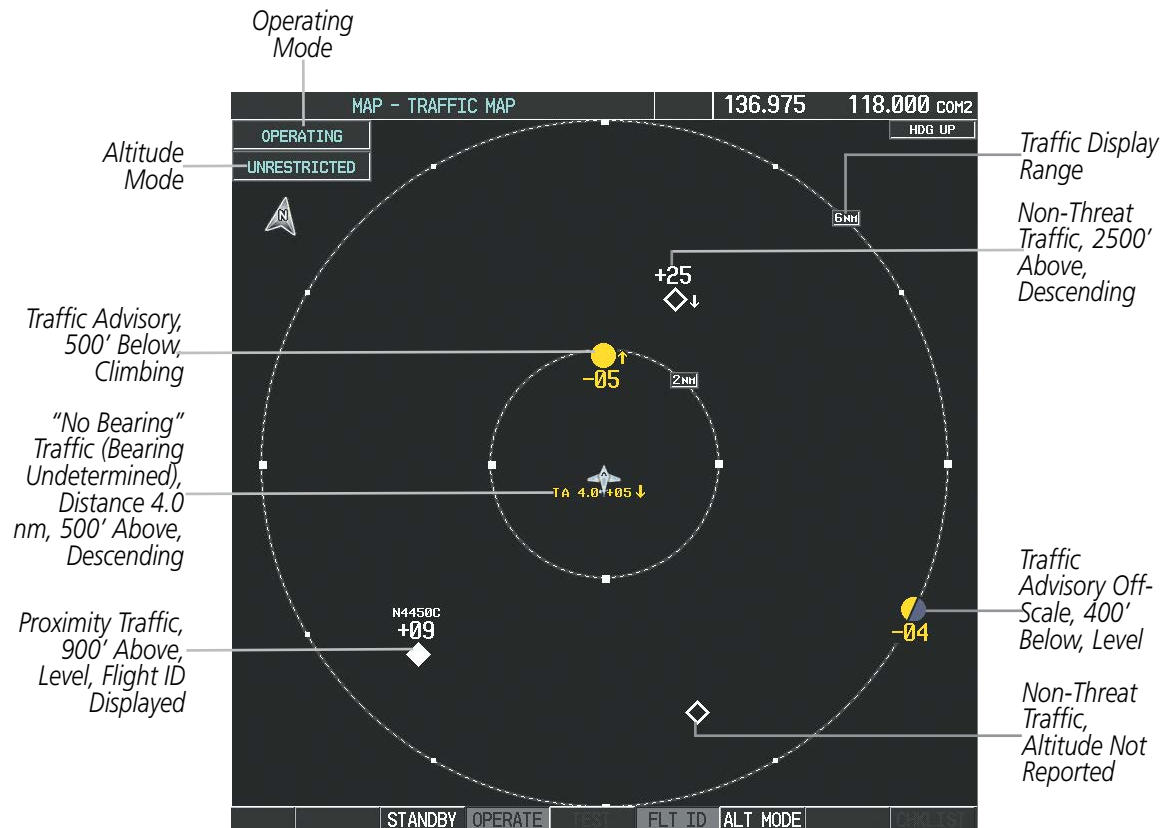 Operating
Mode
MAP - TRAFFIC MAP
136.975
118.000 COM2
OPERATING
HDG UP
UNRESTRICTED
Altitude
Mode
Traffic Display
Range
N
6NM
Non-Threat
Traffic, 2500’
Above,
Descending
+25
Traffic Advisory,
500’ Below,
Climbing
-05
2NM
“No Bearing”
Traffic (Bearing
Undetermined),
Distance 4.0
nm, 500’ Above,
Descending
TA 4.0 +05 ↓
Proximity Traffic,
900’ Above,
Level, Flight ID
Displayed
N4450C
+09
Traffic
Advisory Off-
Scale, 400’
Below, Level
-04
Non-Threat
Traffic,
Altitude Not
Reported
STANDBY
OPERATE
TEST
FLT ID
ALT MODE
CHKLIST